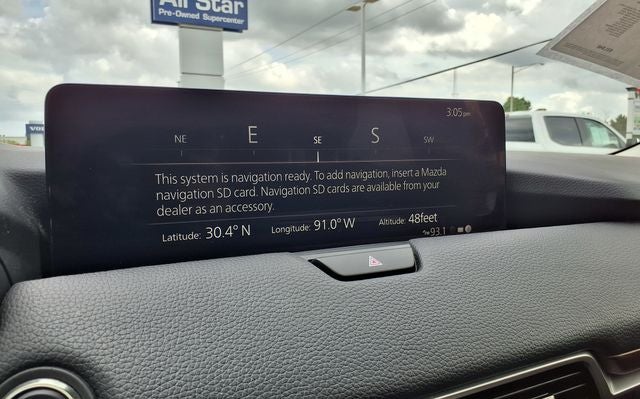 All Star
Pre-Owned Supercenter
VOLVO
3:05 pm
NE E SE S SW
This system is navigation ready. To add navigation, insert a Mazda
navigation SD card. Navigation SD cards are available from your
dealer as an accessory.
Latitude: 30.4° N Longitude: 91.0° W Altitude: 48feet
93.1